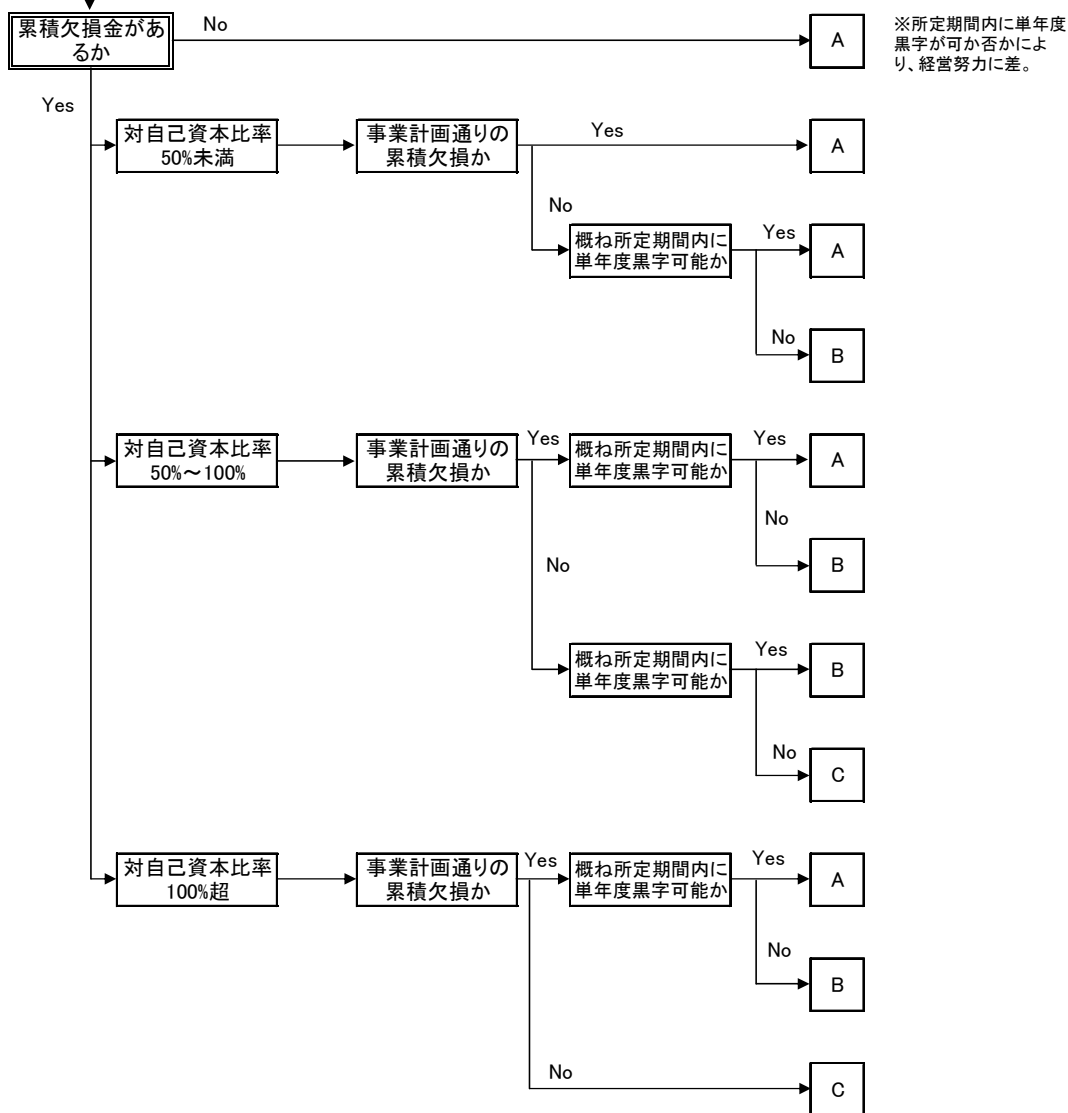 累積欠損金があ
るか
No
A
※所定期間内に単年度
黒字が可か否かによ
り、経営努力に差。
Yes
対自己資本比率
50%未満
事業計画通りの
累積欠損か
Yes
A
No
概ね所定期間内に
単年度黒字可能か
Yes
A
No
B
対自己資本比率
50%～100%
事業計画通りの
累積欠損か
Yes
概ね所定期間内に
単年度黒字可能か
Yes
A
No
B
No
概ね所定期間内に
単年度黒字可能か
Yes
B
No
C
対自己資本比率
100%超
事業計画通りの
累積欠損か
Yes
概ね所定期間内に
単年度黒字可能か
Yes
A
No
B
No
C